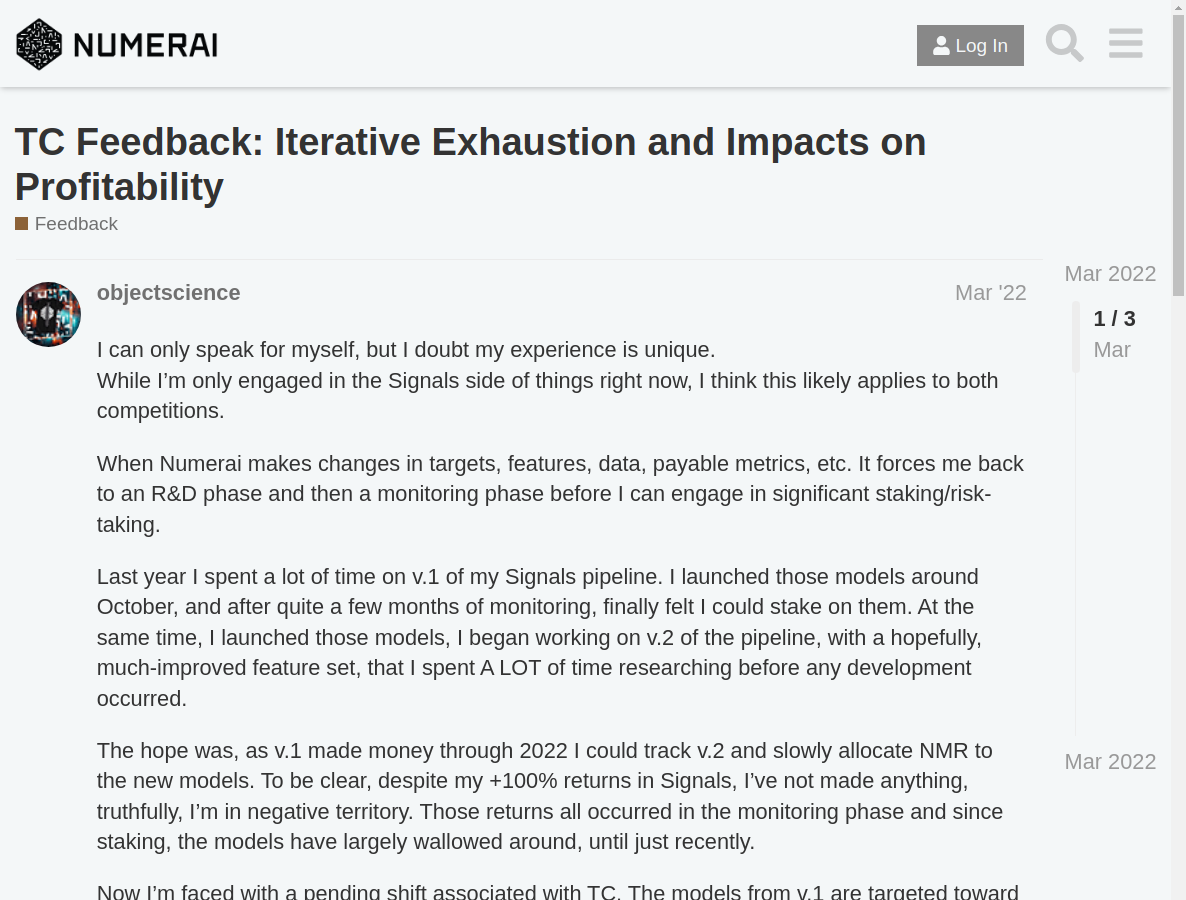 NUMERAI
Log In
TC Feedback: Iterative Exhaustion and Impacts on
Profitability
Feedback
objectscience
Mar '22
I can only speak for myself, but I doubt my experience is unique.
While I’m only engaged in the Signals side of things right now, I think this likely applies to both
competitions.
When Numerai makes changes in targets, features, data, payable metrics, etc. It forces me back
to an R&D phase and then a monitoring phase before I can engage in significant staking/risk-
taking.
Last year I spent a lot of time on v.1 of my Signals pipeline. I launched those models around
October, and after quite a few months of monitoring, finally felt I could stake on them. At the
same time, I launched those models, I began working on v.2 of the pipeline, with a hopefully,
much-improved feature set, that I spent A LOT of time researching before any development
occurred.
The hope was, as v.1 made money through 2022 I could track v.2 and slowly allocate NMR to
the new models. To be clear, despite my +100% returns in Signals, I’ve not made anything,
truthfully, I’m in negative territory. Those returns all occurred in the monitoring phase and since
staking, the models have largely wallowed around, until just recently.
Now I’m faced with a pending shift associated with TC. The models from v.1 are targeted toward
Mar 2022
1 / 3
Mar
Mar 2022